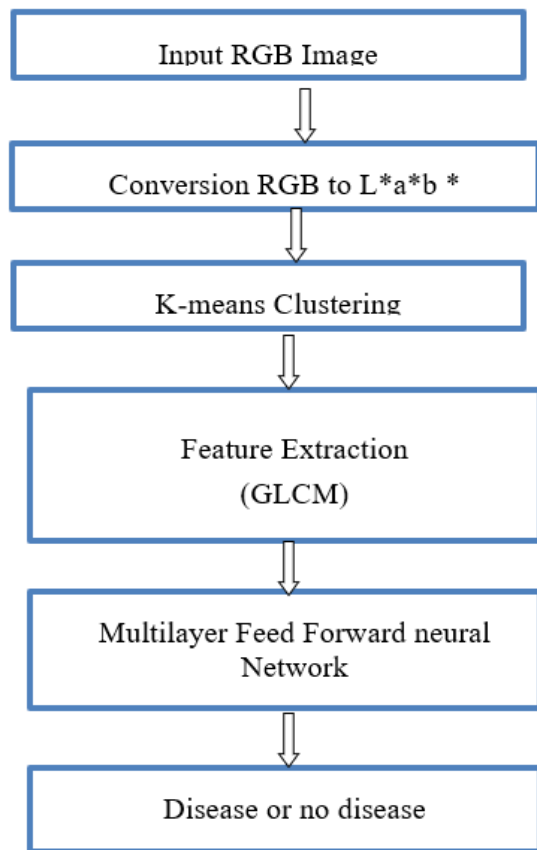 Input RGB Image
Conversion RGB to L*a*b *
K-means Clustering
Feature Extraction
(GLCM)
Multilayer Feed Forward neural
Network
Disease or no disease